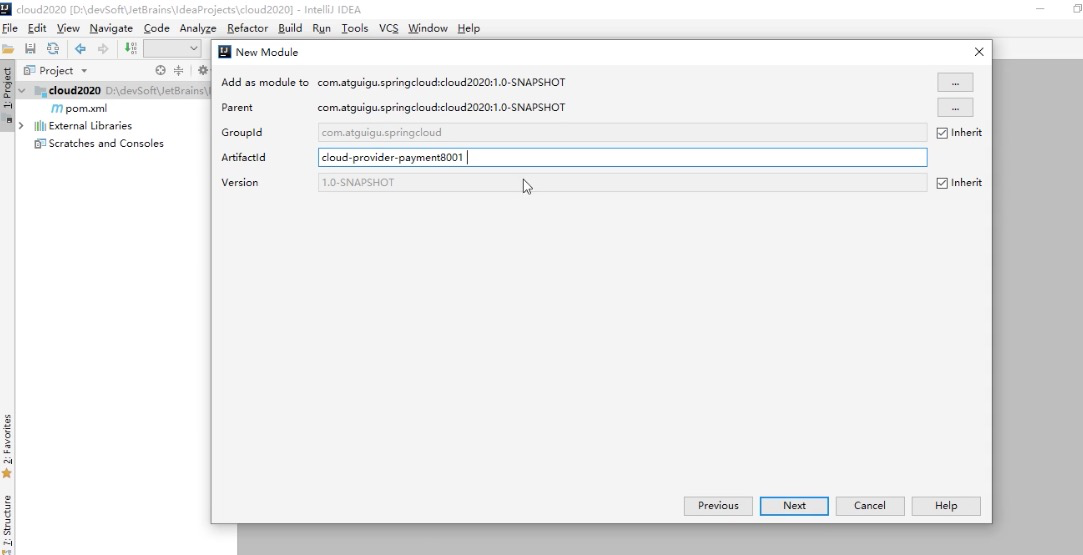 cloud2020 [D:\devSoft\JetBrains\IdeaProjects\cloud2020] - IntelliJ IDEA
File Edit View Navigate Code Analyze Refactor Build Run Tools VCS Window Help
1: Project
Project
cloud2020 D:\devSoft\JetBrains\
pom.xml
External Libraries
Scratches and Consoles
2: Favorites
7: Structure
New Module
Add as module to com.atguigu.springcloud:cloud2020:1.0-SNAPSHOT ...
Parent com.atguigu.springcloud:cloud2020:1.0-SNAPSHOT ...
GroupId com.atguigu.springcloud Inherit
ArtifactId cloud-provider-payment8001
Version 1.0-SNAPSHOT Inherit
Previous Next Cancel Help